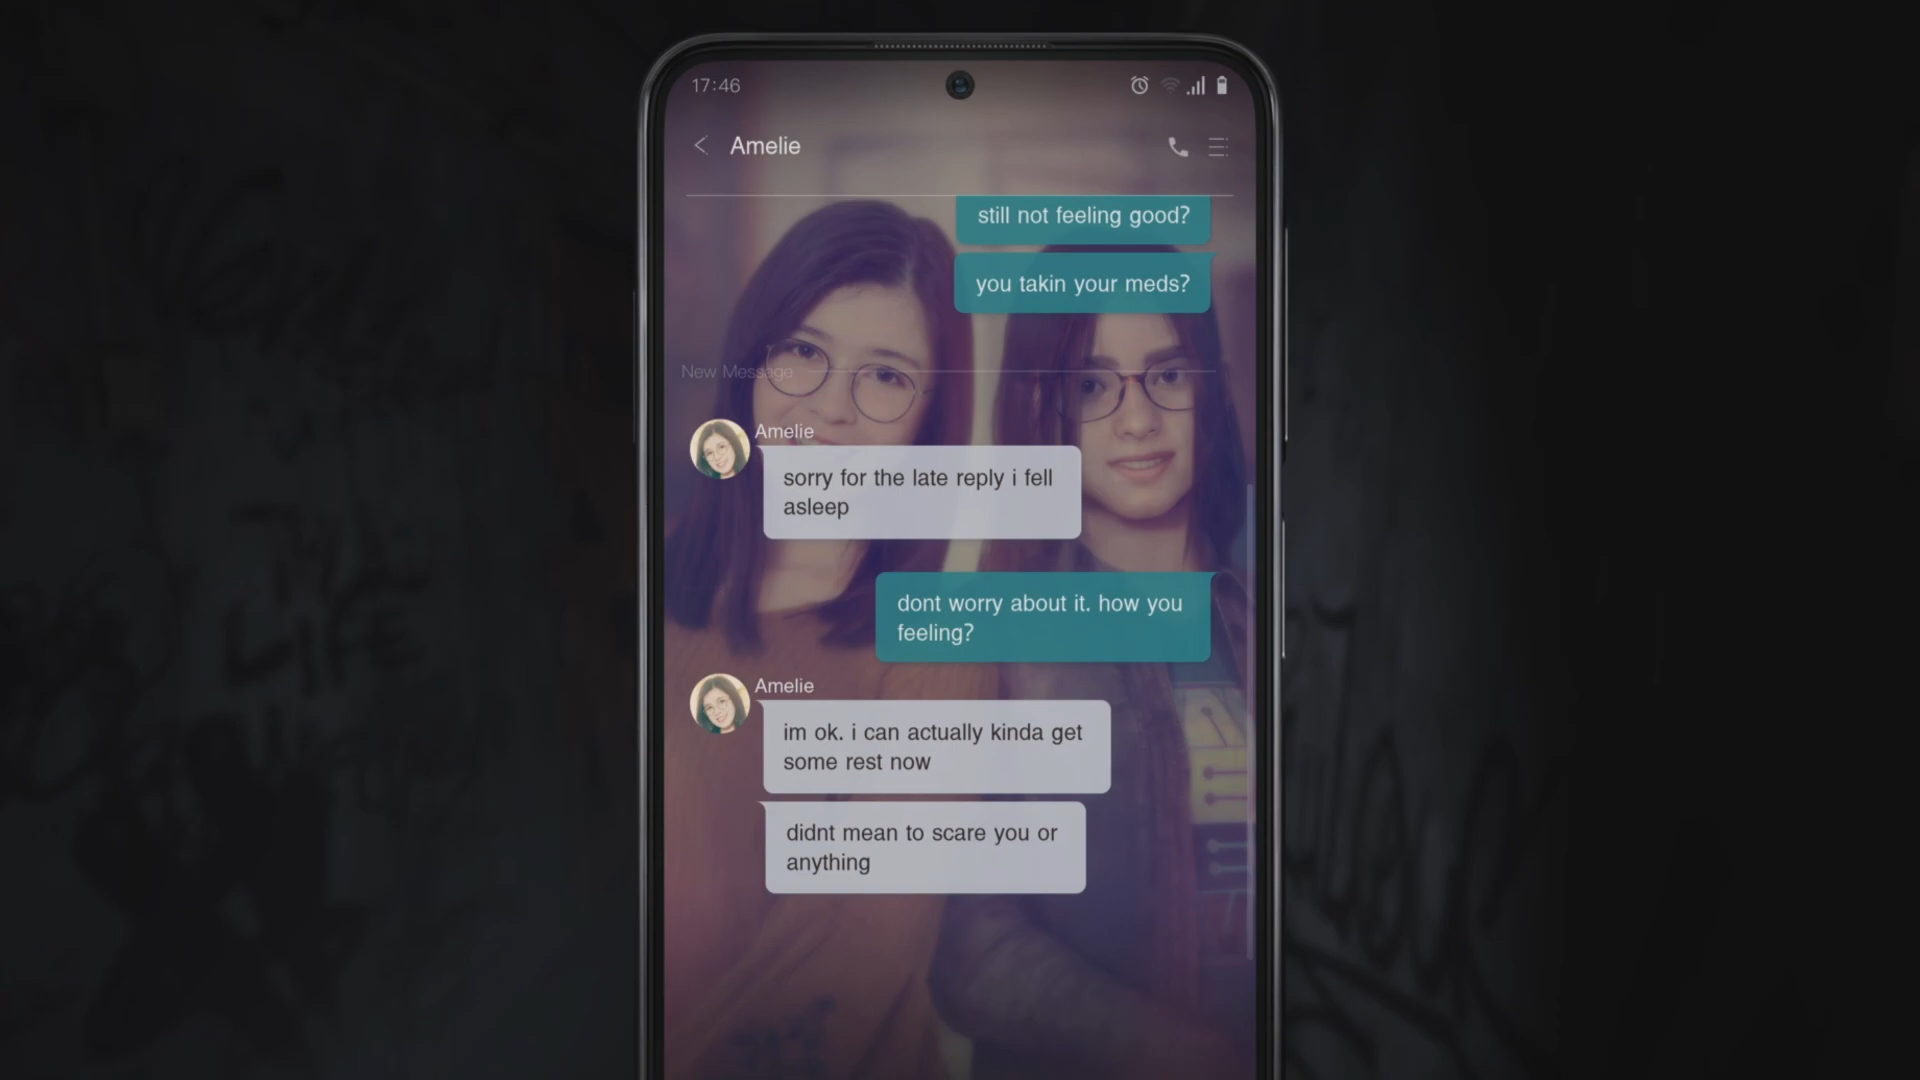 17:46
Amelie
still not feeling good?
you takin your meds?
New Message
Amelie
sorry for the late reply i fell
asleep
dont worry about it. how you
feeling?
Amelie
im ok. i can actually kinda get
some rest now
didnt mean to scare you or
anything
THE
LIFE